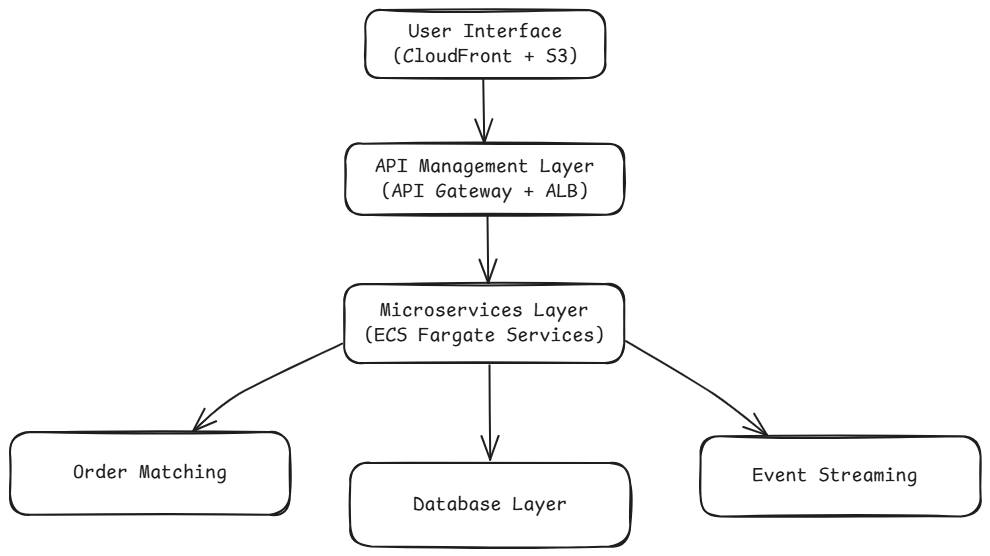 User Interface
(CloudFront + S3)
API Management Layer
(API Gateway + ALB)
Microservices Layer
(ECS Fargate Services)
Order Matching
Database Layer
Event Streaming